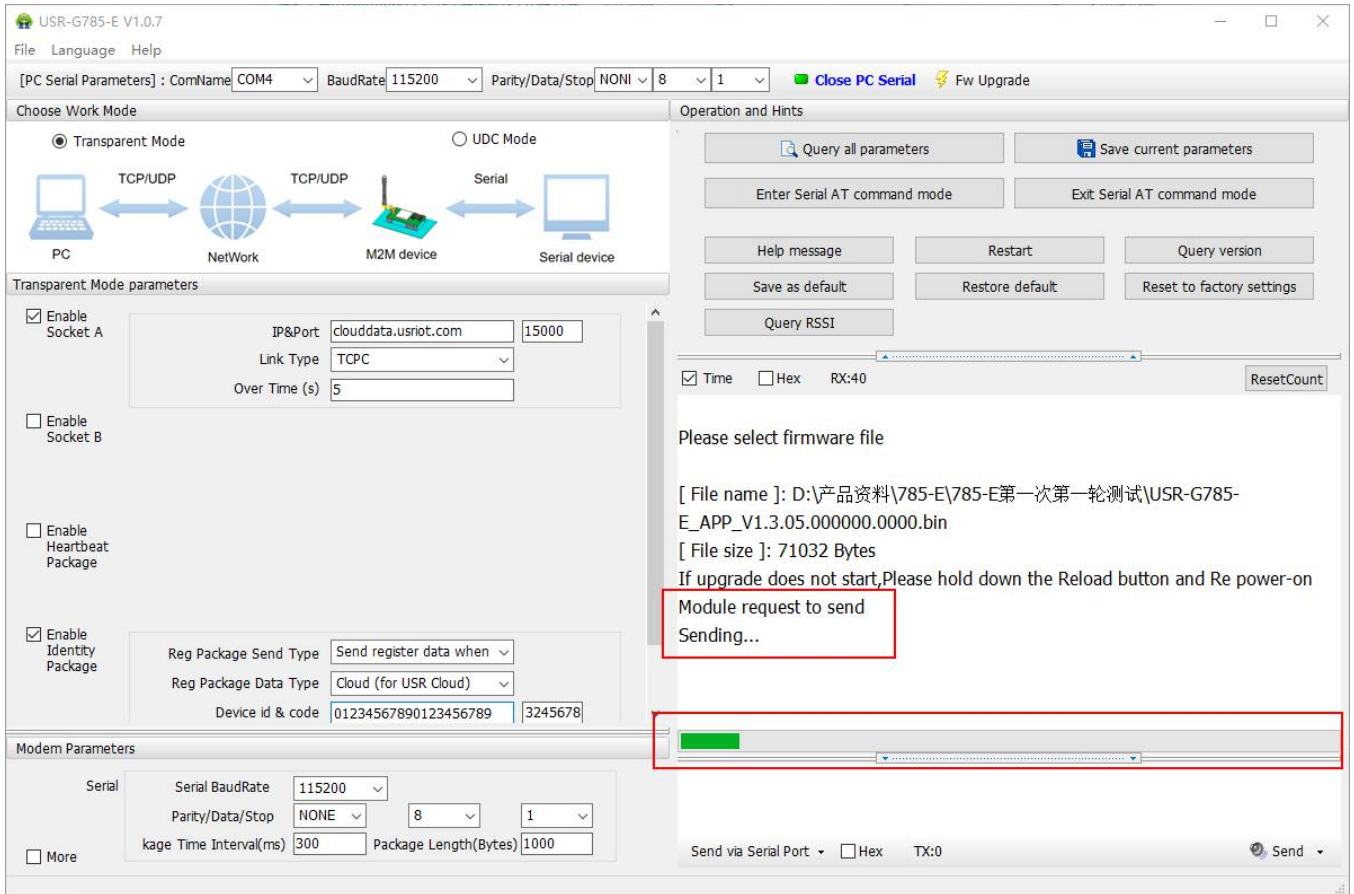 USR-G785-E V1.0.7
File Language Help
[PC Serial Parameters] : ComName COM4 BaudRate 115200 Parity/Data/Stop NONI 8 1 Close PC Serial Fw Upgrade
Choose Work Mode
Transparent Mode UDC Mode
TCP/UDP TCP/UDP Serial
PC NetWork M2M device Serial device
Transparent Mode parameters
Enable
Socket A
IP&Port clouddata.usriot.com 15000
Link Type TCPC
Over Time (s) 5
Enable
Socket B
Enable
Heartbeat
Package
Enable
Identity
Package
Reg Package Send Type Send register data when
Reg Package Data Type Cloud (for USR Cloud)
Device id & code 01234567890123456789 3245678
Modem Parameters
Serial Serial BaudRate 115200
Parity/Data/Stop NONE 8 1
kage Time Interval(ms) 300 Package Length(Bytes) 1000
More
Operation and Hints
Query all parameters Save current parameters
Enter Serial AT command mode Exit Serial AT command mode
Help message Restart Query version
Save as default Restore default Reset to factory settings
Query RSSI
Time Hex RX:40 ResetCount
Please select firmware file
[ File name ]: D:\产品资料\785-E\785-E第一次第一轮测试\USR-G785-
E_APP_V1.3.05.000000.0000.bin
[ File size ]: 71032 Bytes
If upgrade does not start,Please hold down the Reload button and Re power-on
Module request to send
Sending...
Send via Serial Port Hex TX:0 Send